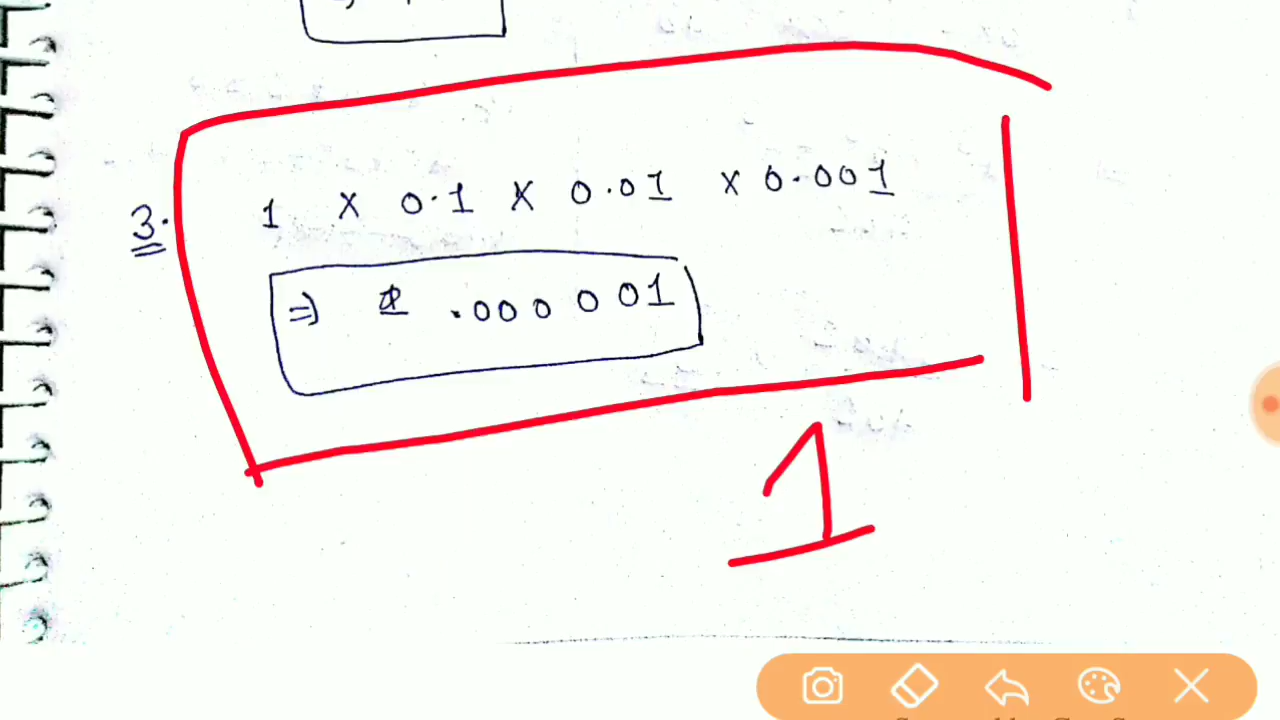 3. 1 x 0.1 x 0.01 x 0.001
=) .000001
1